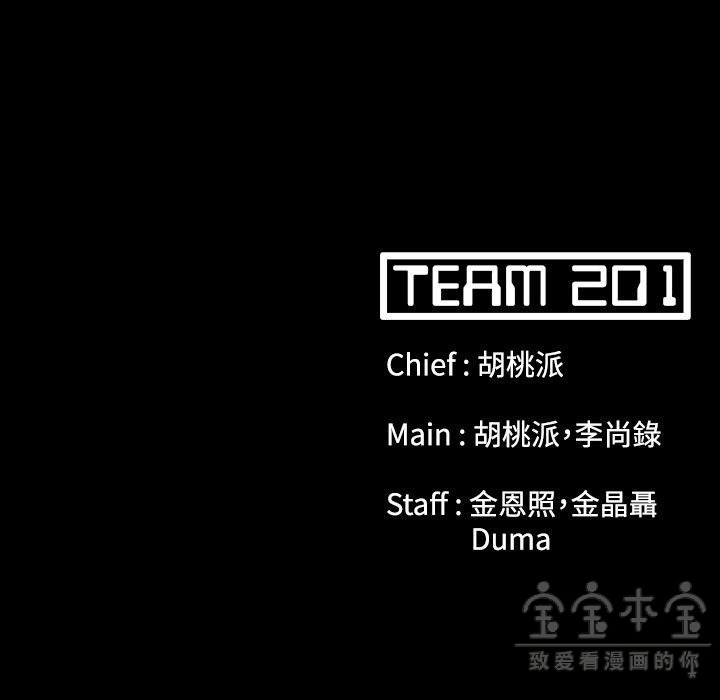 TEAM 201
Chief : 胡桃派
Main : 胡桃派，李尚錄
Staff : 金恩照，金晶聶
Duma
宝宝本宝
致爱看漫画的你